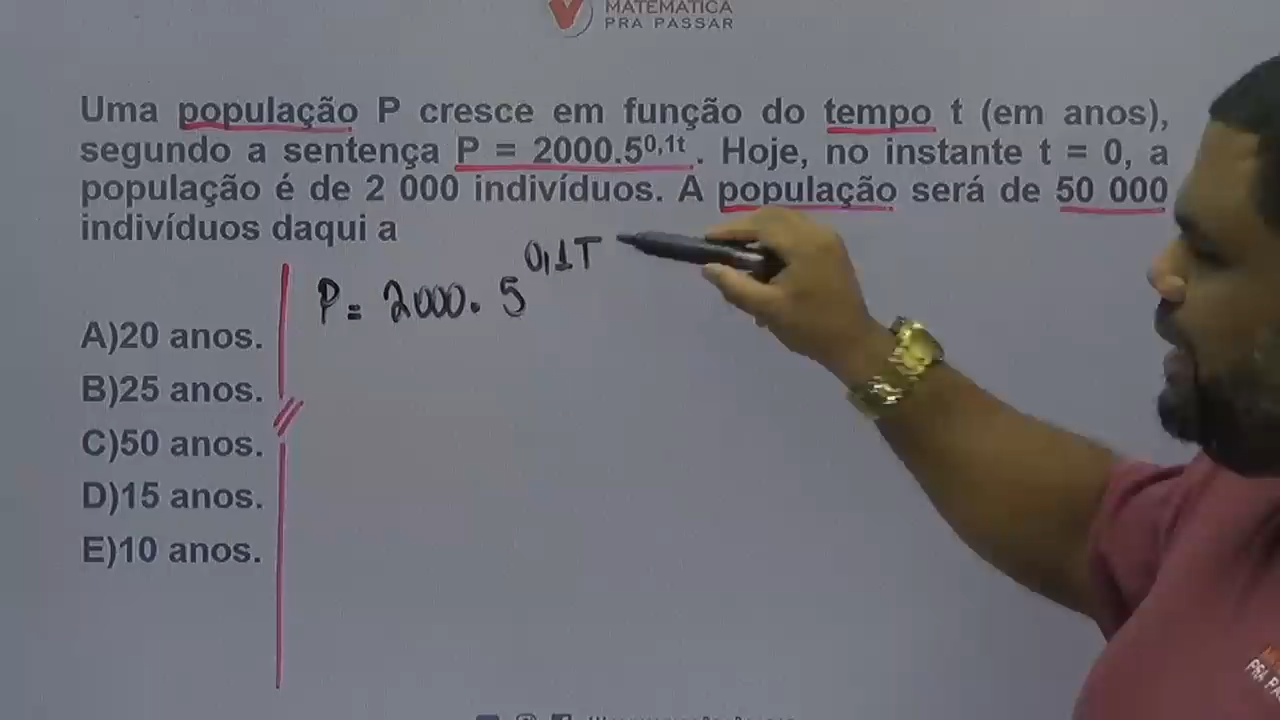 MATEMÁTICA
PRA PASSAR
Uma população P cresce em função do tempo t (em anos),
segundo a sentença P = 2000.5^0,1t. Hoje, no instante t = 0, a
população é de 2 000 indivíduos. A população será de 50 000
indivíduos daqui a
P = 2000. 5^0,1T
A)20 anos.
B)25 anos.
C)50 anos.
D)15 anos.
E)10 anos.
PRA PA